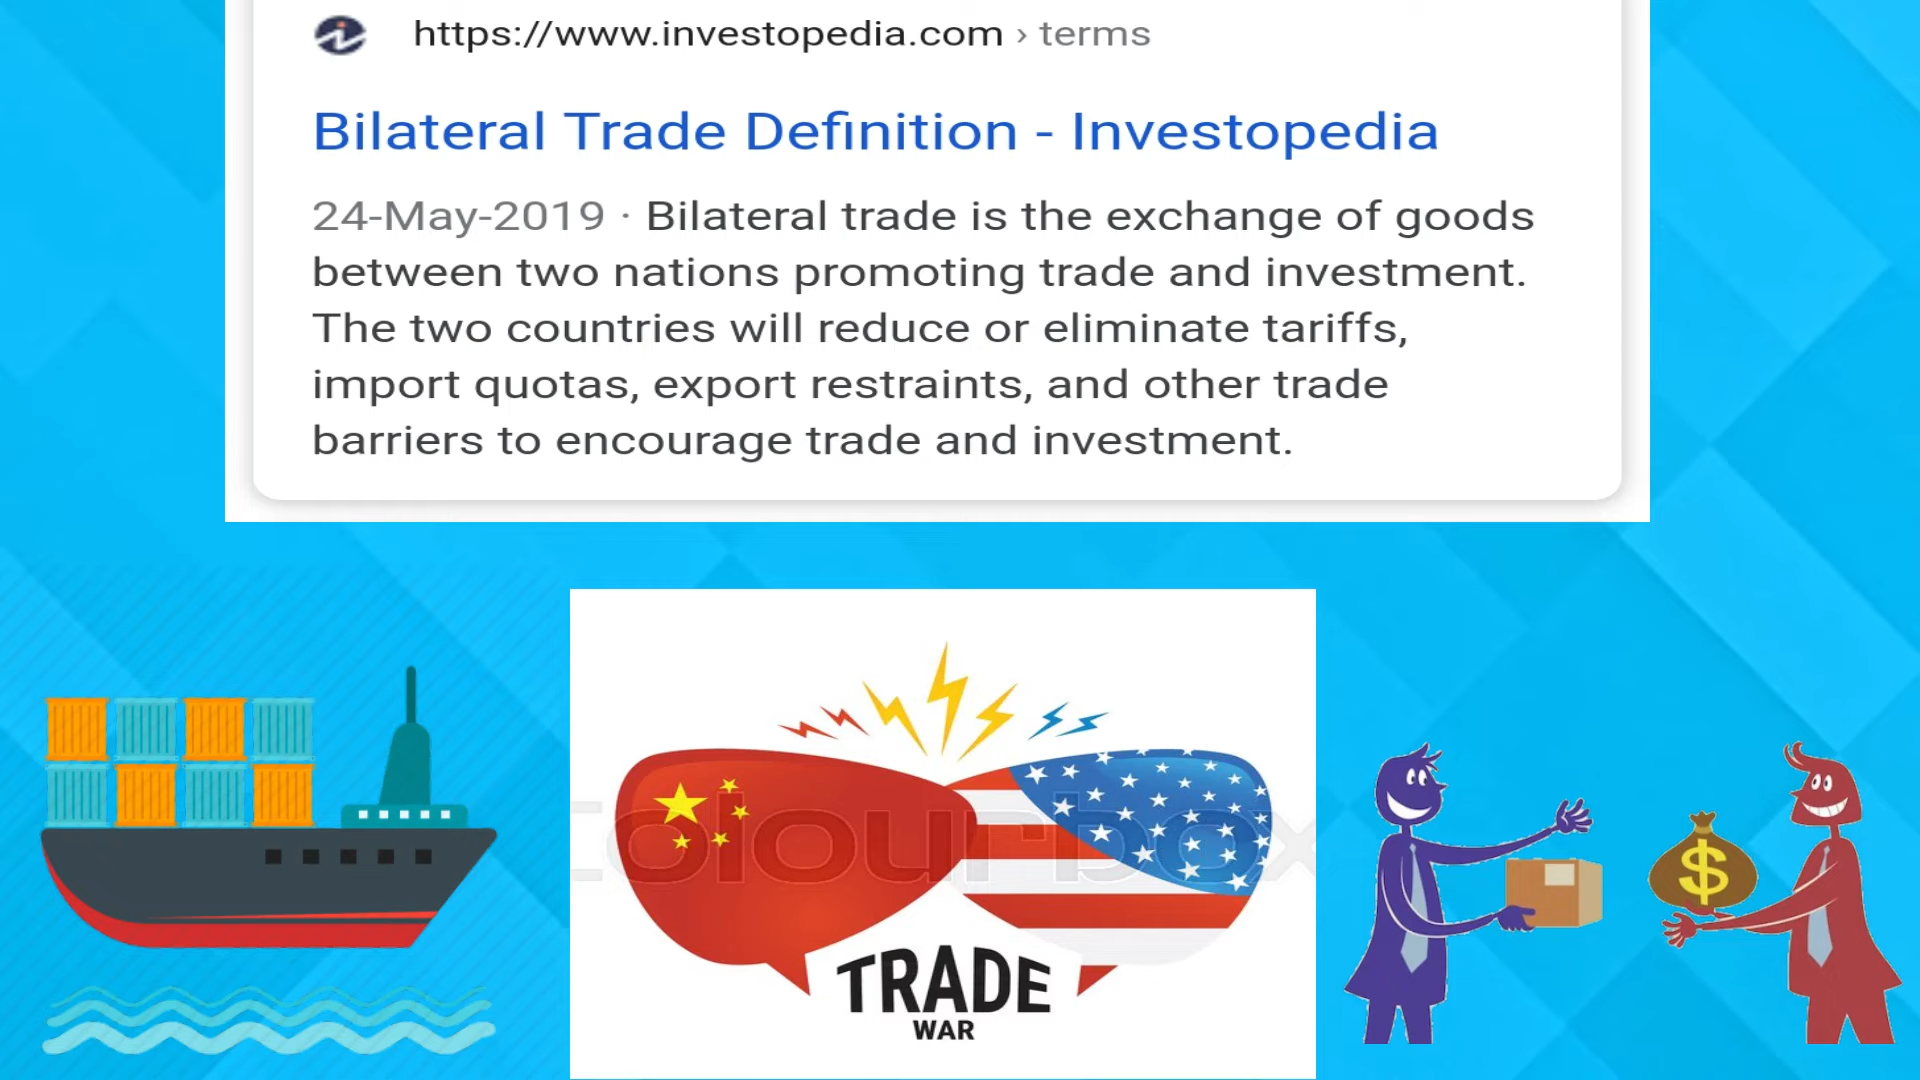 https://www.investopedia.com › terms
Bilateral Trade Definition - Investopedia
24-May-2019 · Bilateral trade is the exchange of goods
between two nations promoting trade and investment.
The two countries will reduce or eliminate tariffs,
import quotas, export restraints, and other trade
barriers to encourage trade and investment.
colourbox
$
TRADE
WAR